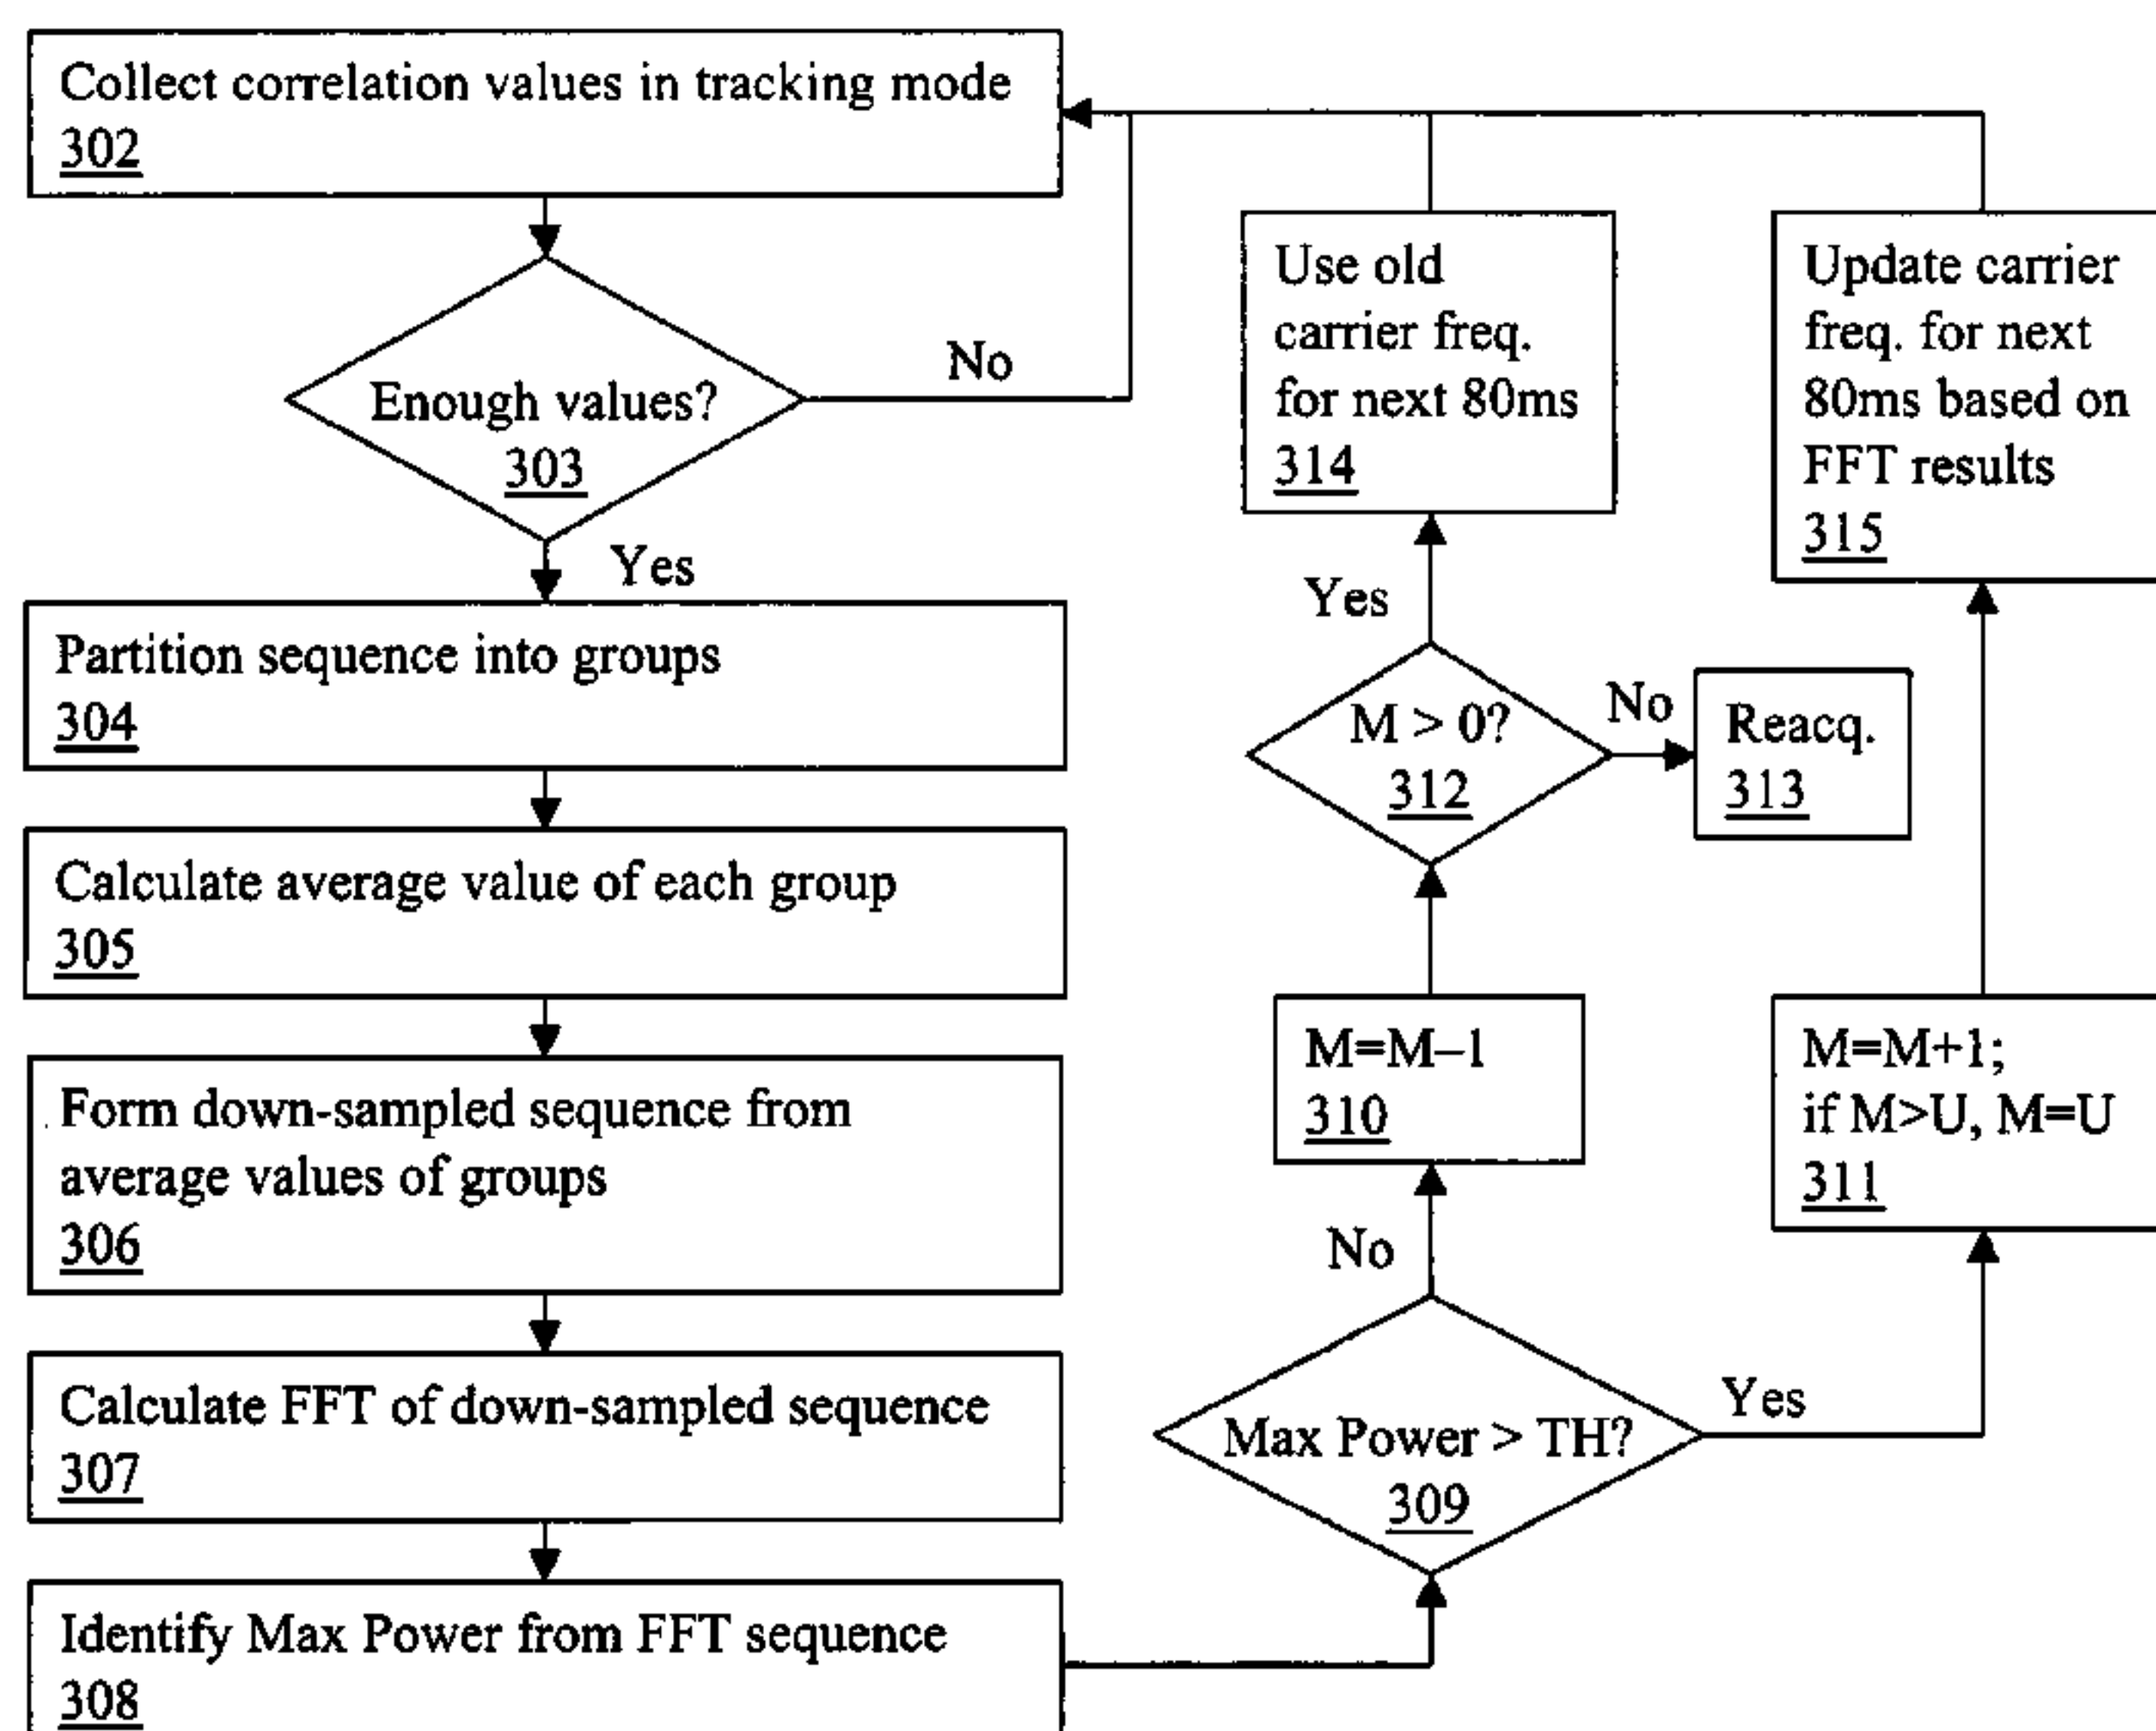 Collect correlation values in tracking mode
302
Enough values?
303
No
Yes
Partition sequence into groups
304
Calculate average value of each group
305
Form down-sampled sequence from
average values of groups
306
Calculate FFT of down-sampled sequence
307
Identify Max Power from FFT sequence
308
Max Power > TH?
309
No
Yes
M=M–1
310
M=M+1;
if M>U, M=U
311
M > 0?
312
No
Reacq.
313
Yes
Use old
carrier freq.
for next 80ms
314
Update carrier
freq. for next
80ms based on
FFT results
315